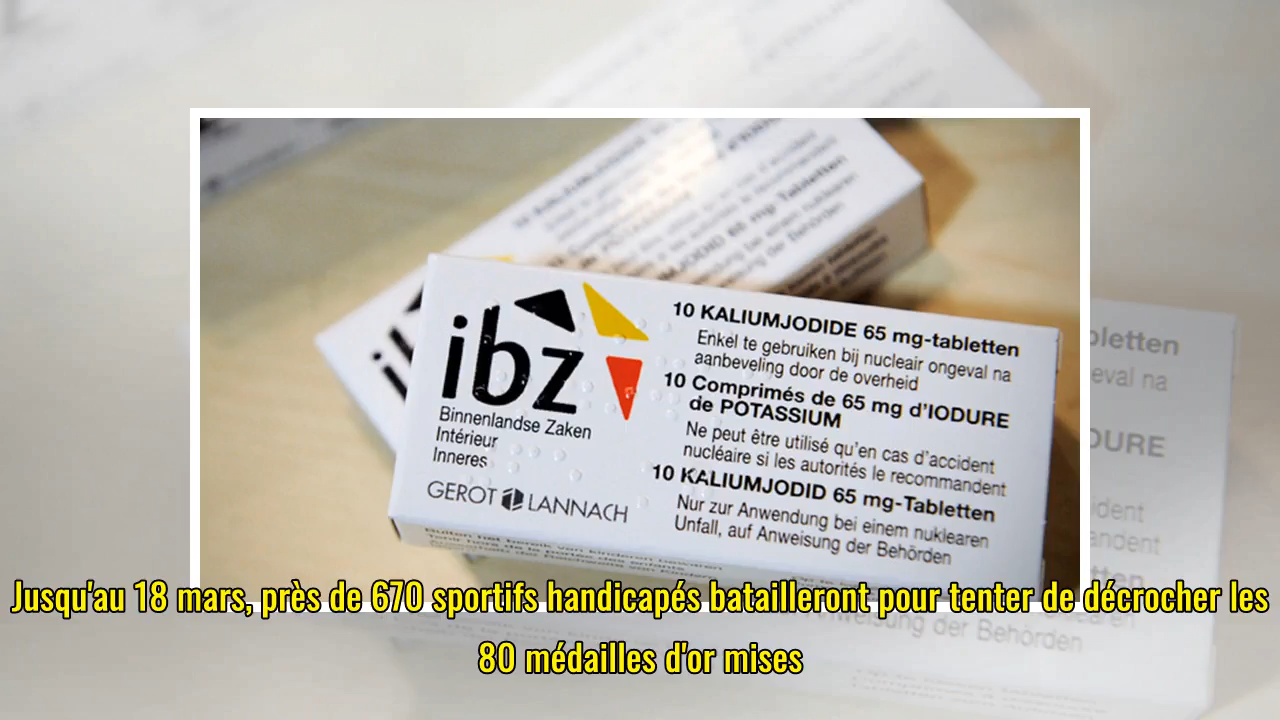 ibz
Binnenlandse Zaken
Intérieur
Inneres
GEROT LANNACH
10 KALIUMJODIDE 65 mg-tabletten
Enkel te gebruiken bij nucleair ongeval na
aanbeveling door de overheid
10 Comprimés de 65 mg d'IODURE
de POTASSIUM
Ne peut être utilisé qu'en cas d'accident
nucléaire si les autorités le recommandent
10 KALIUMJODID 65 mg-Tabletten
Nur zur Anwendung bei einem nuklearen
Unfall, auf Anweisung der Behörden
Jusqu'au 18 mars, près de 670 sportifs handicapés batailleront pour tenter de décrocher les
80 médailles d'or mises